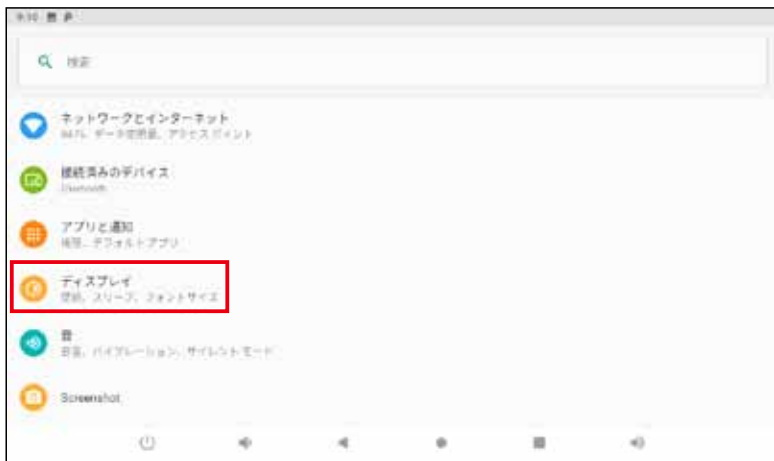 9:10
検索
ネットワークとインターネット
Wi-Fi、データ使用量、アクセス ポイント
接続済みのデバイス
Bluetooth
アプリと通知
権限、デフォルト アプリ
ディスプレイ
壁紙、スリープ、フォントサイズ
音
音量、バイブレーション、サイレント モード
Screenshot